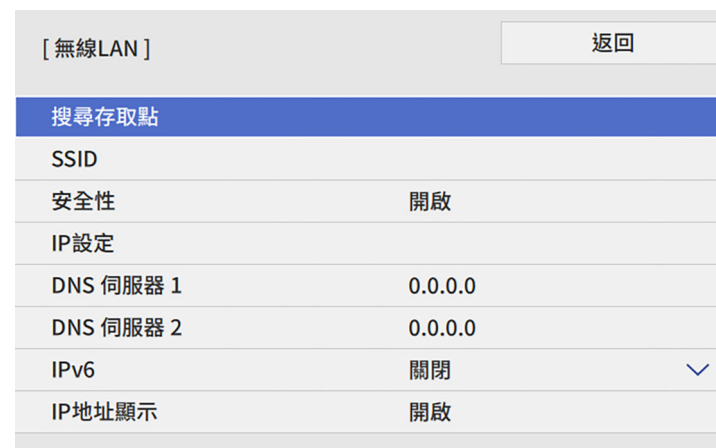 [ 無線LAN ]
返回
搜尋存取點
SSID
安全性 開啟
IP設定
DNS 伺服器 1 0.0.0.0
DNS 伺服器 2 0.0.0.0
IPv6 關閉
IP地址顯示 開啟